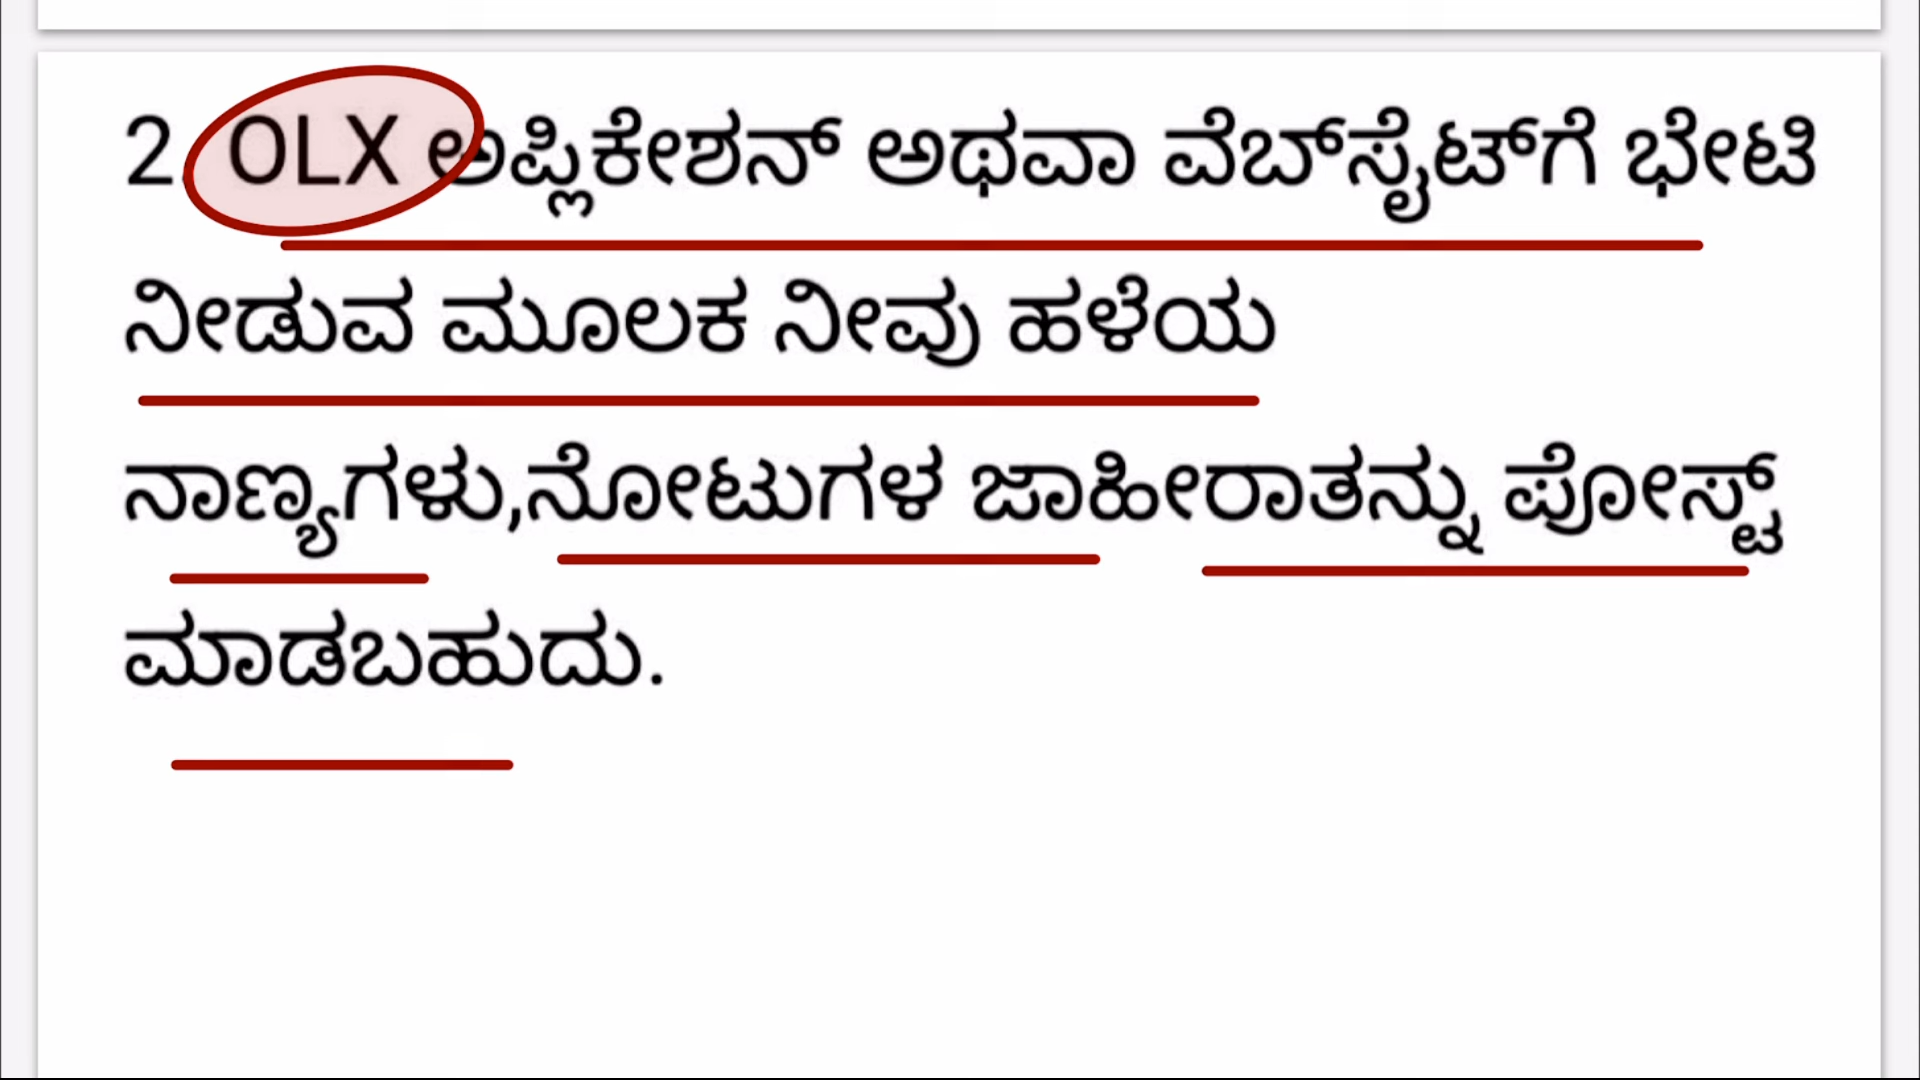 2. OLX ಅಪ್ಲಿಕೇಶನ್ ಅಥವಾ ವೆಬ್‌ಸೈಟ್‌ಗೆ ಭೇಟಿ
ನೀಡುವ ಮೂಲಕ ನೀವು ಹಳೆಯ
ನಾಣ್ಯಗಳು,ನೋಟುಗಳ ಜಾಹೀರಾತನ್ನು ಪೋಸ್ಟ್
ಮಾಡಬಹುದು.